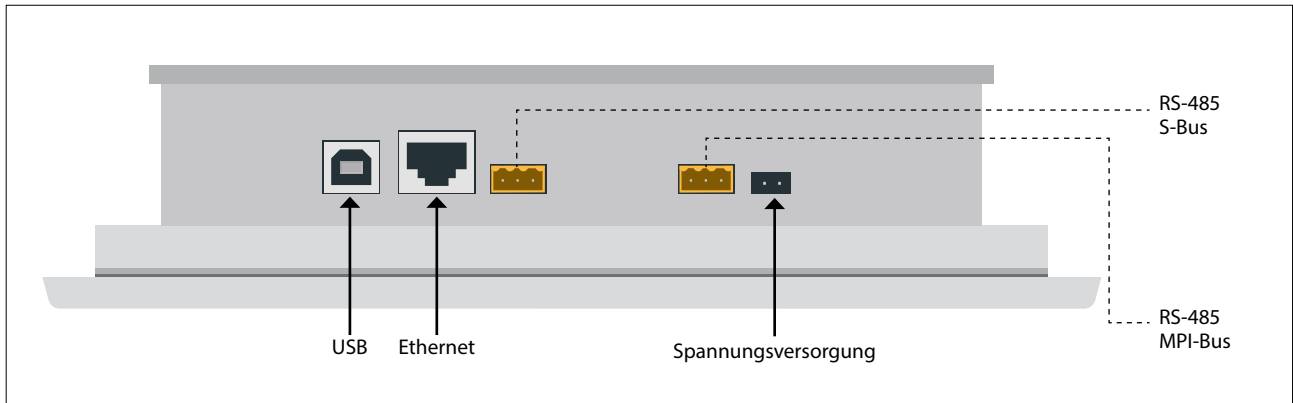 RS-485
S-Bus
RS-485
MPI-Bus
USB
Ethernet
Spannungsversorgung